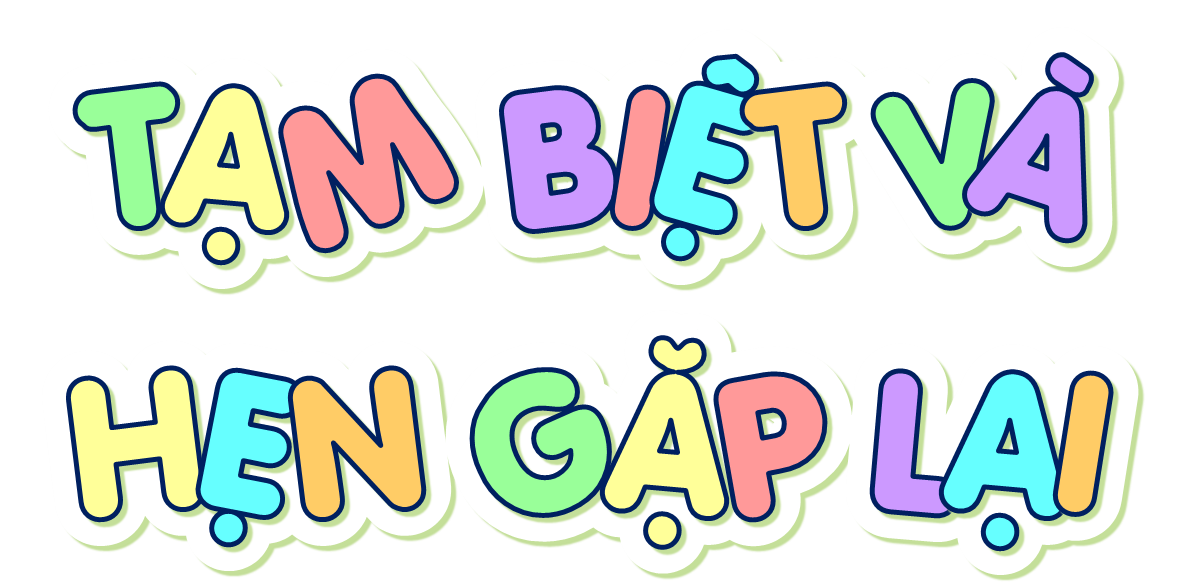 TẠM BIỆT VÀ
HẸN GẶP LẠI